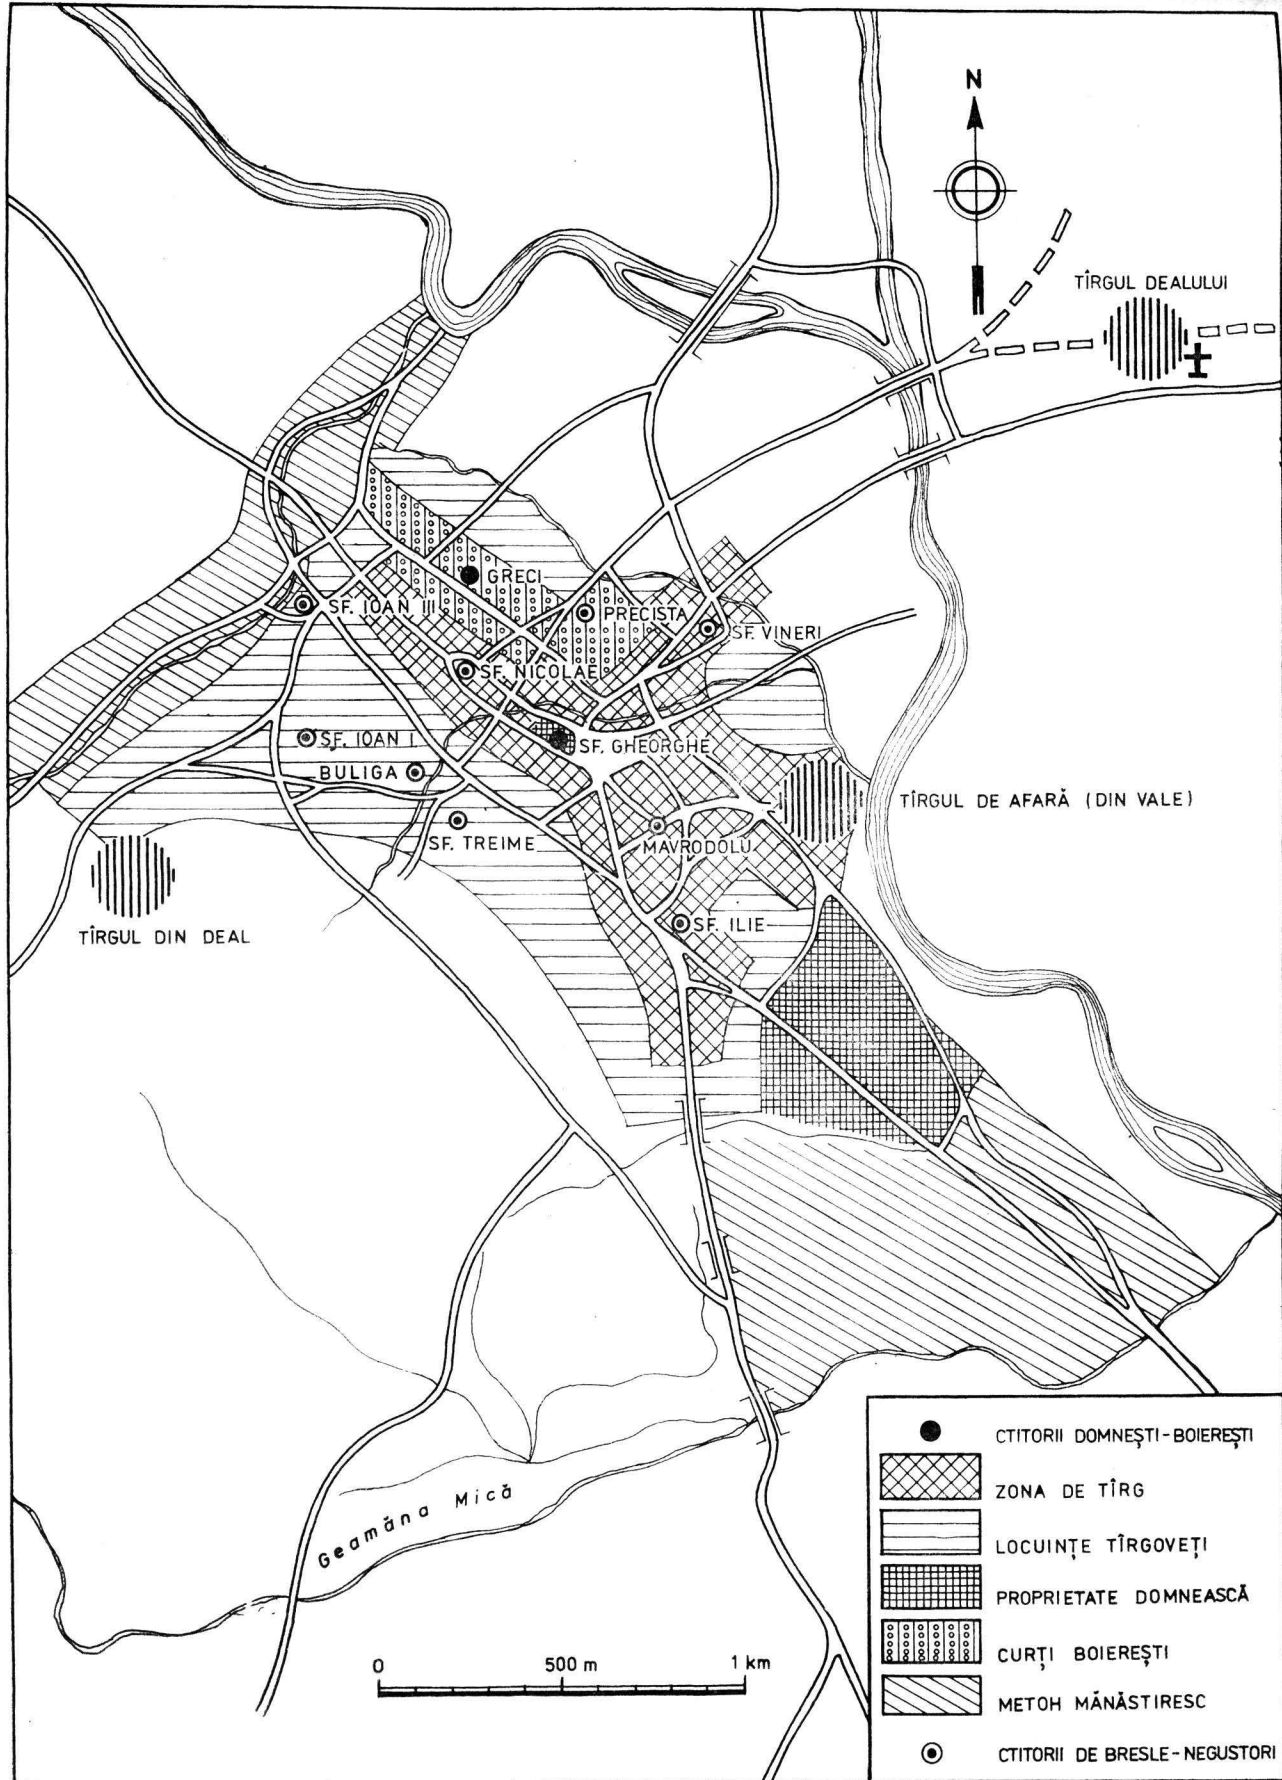 N
TÎRGUL DEALULUI
GRECI
SF. IOAN III
PRECISTA
SF. VINERI
SF. NICOLAE
SF. IOAN I
SF. GHEORGHE
BULIGA
TÎRGUL DE AFARĂ (DIN VALE)
SF. TREIME
MAVRODOLU
SF. ILIE
TÎRGUL DIN DEAL
Geamăna Mică
0 500 m 1 km
CTITORII DOMNEȘTI-BOIEREȘTI
ZONA DE TÎRG
LOCUINȚE TÎRGOVEȚI
PROPRIETATE DOMNEASCĂ
CURȚI BOIEREȘTI
METOH MĂNĂSTIRESC
CTITORII DE BRESLE-NEGUSTORI